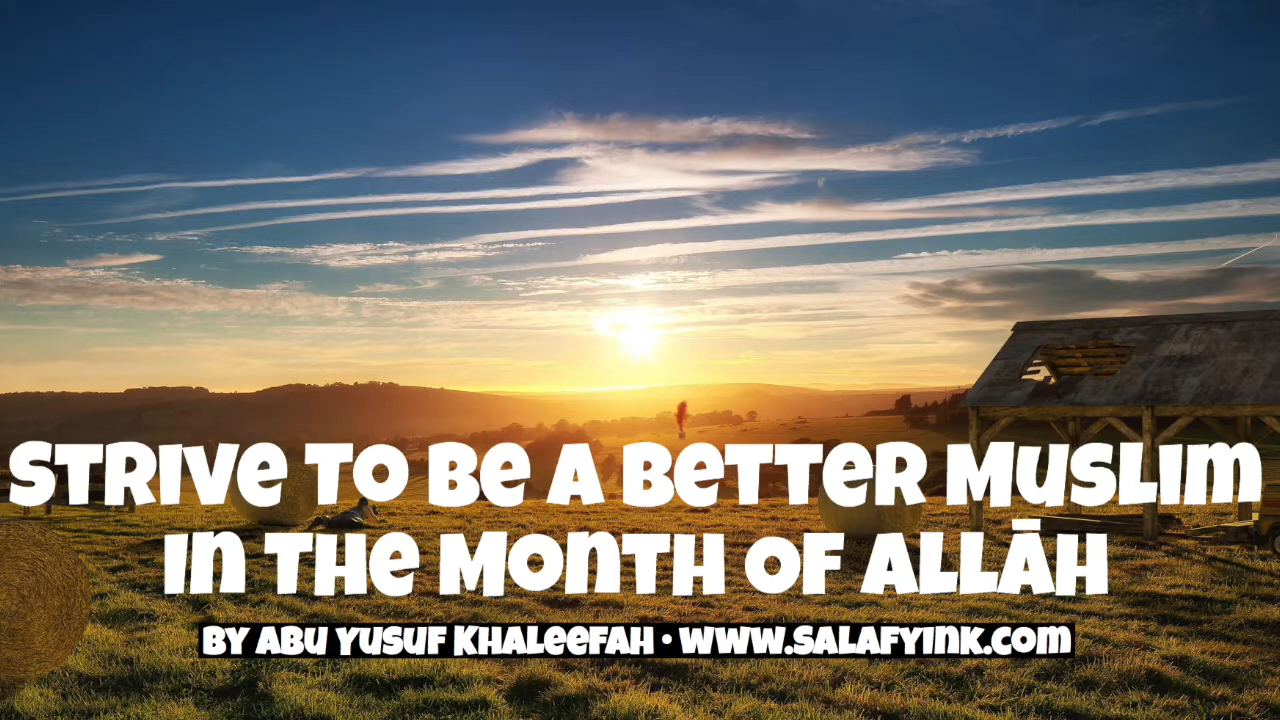 STRIVE TO BE A BETTER MUSLIM
IN THE MONTH OF ALLĀH
BY ABU YUSUF KHALEEFAH • WWW.SALAFYINK.COM